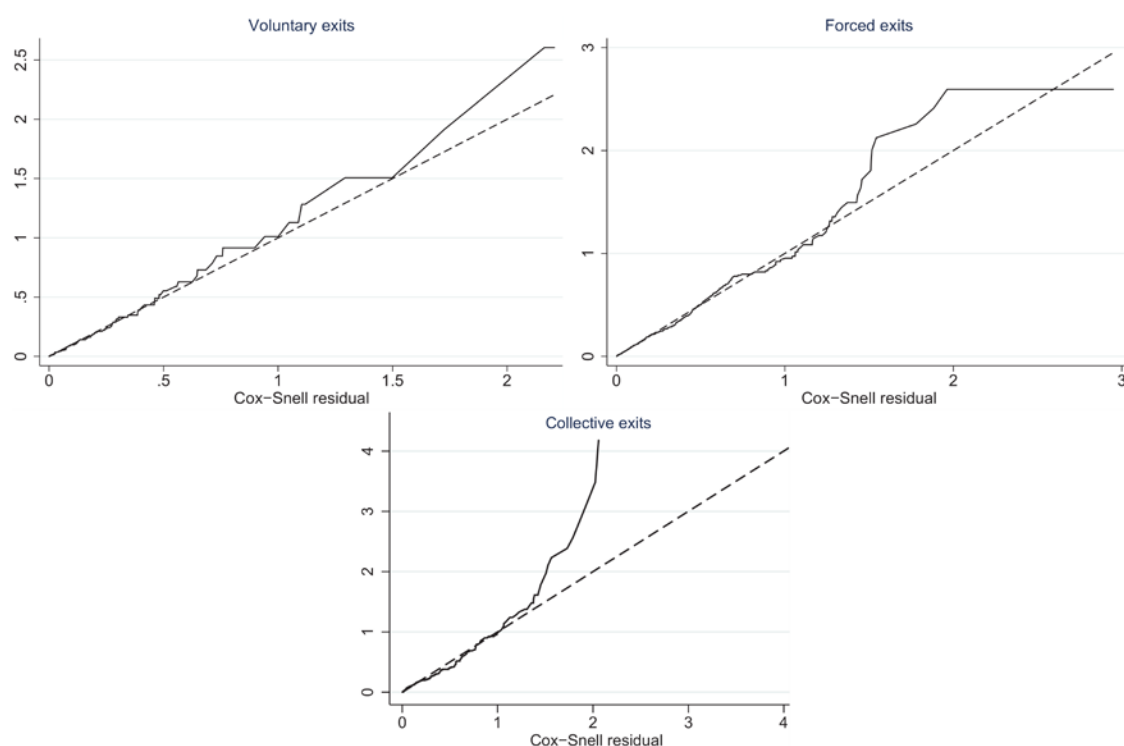 Voluntary exits
2.5
2
1.5
1
.5
0
0 .5 1 1.5 2
Cox−Snell residual
Forced exits
3
2
1
0
0 1 2 3
Cox−Snell residual
Collective exits
4
3
2
1
0
0 1 2 3 4
Cox−Snell residual